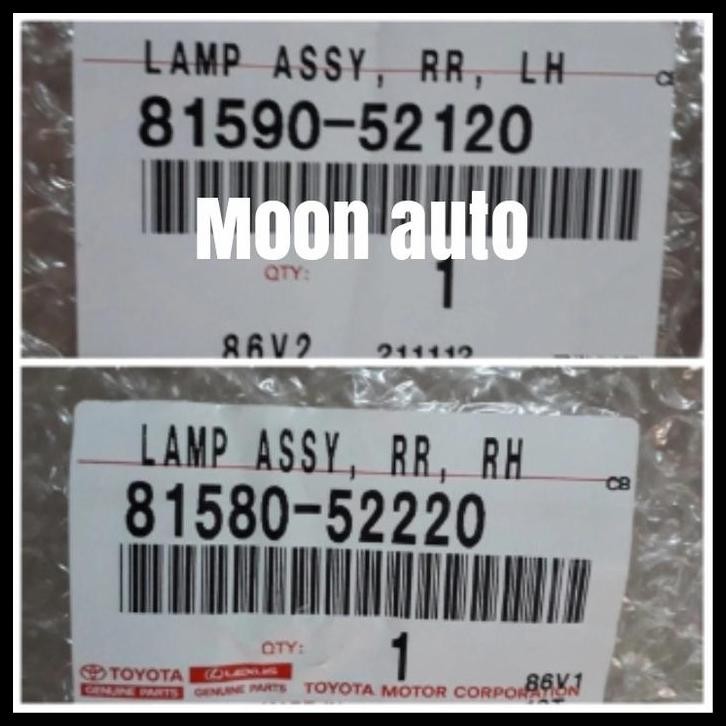 LAMP ASSY, RR, LH
81590-52120
Moon auto
QTY: 1
86V2 211112
LAMP ASSY, RR, RH
CB
81580-52220
QTY: 1
TOYOTA LEXUS
GENUINE PARTS GENUINE PARTS TOYOTA MOTOR CORPORATION
86V1